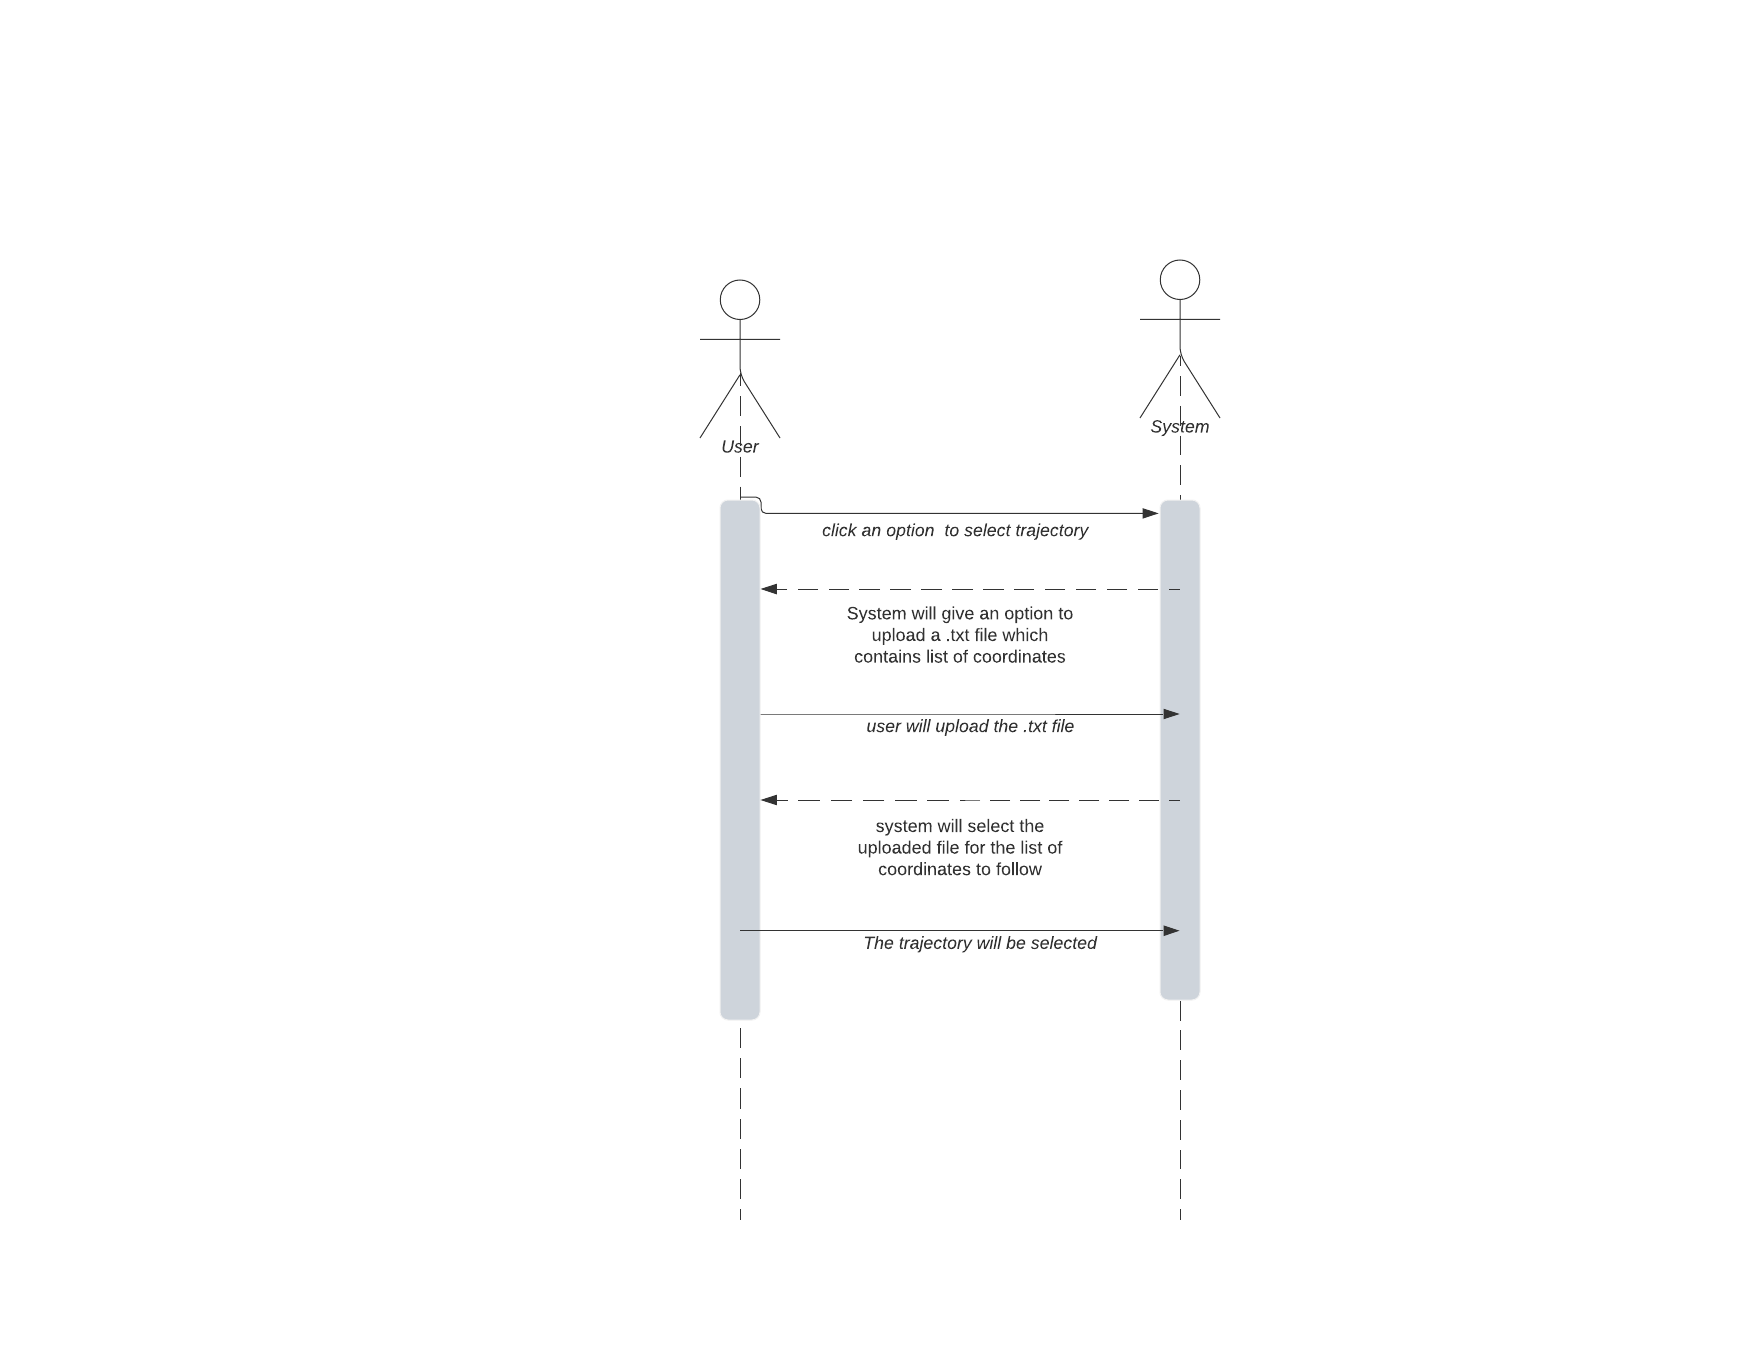 System
User
click an option  to select trajectory
System will give an option to
upload a .txt file which
contains list of coordinates
user will upload the .txt file
system will select the
uploaded file for the list of
coordinates to follow
The trajectory will be selected